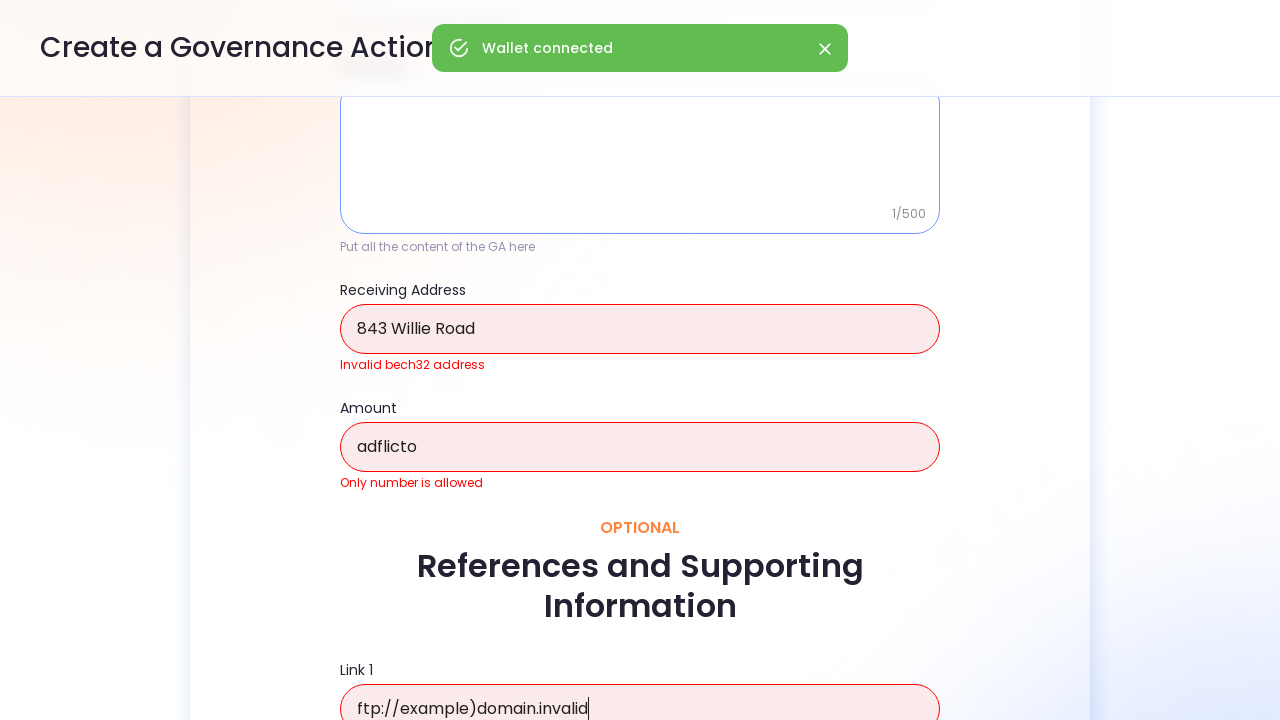 Create a Governance Action
Wallet connected
1/500
Put all the content of the GA here
Receiving Address
843 Willie Road
Invalid bech32 address
Amount
adflicto
Only number is allowed
OPTIONAL
References and Supporting
Information
Link 1
ftp://example)domain.invalid